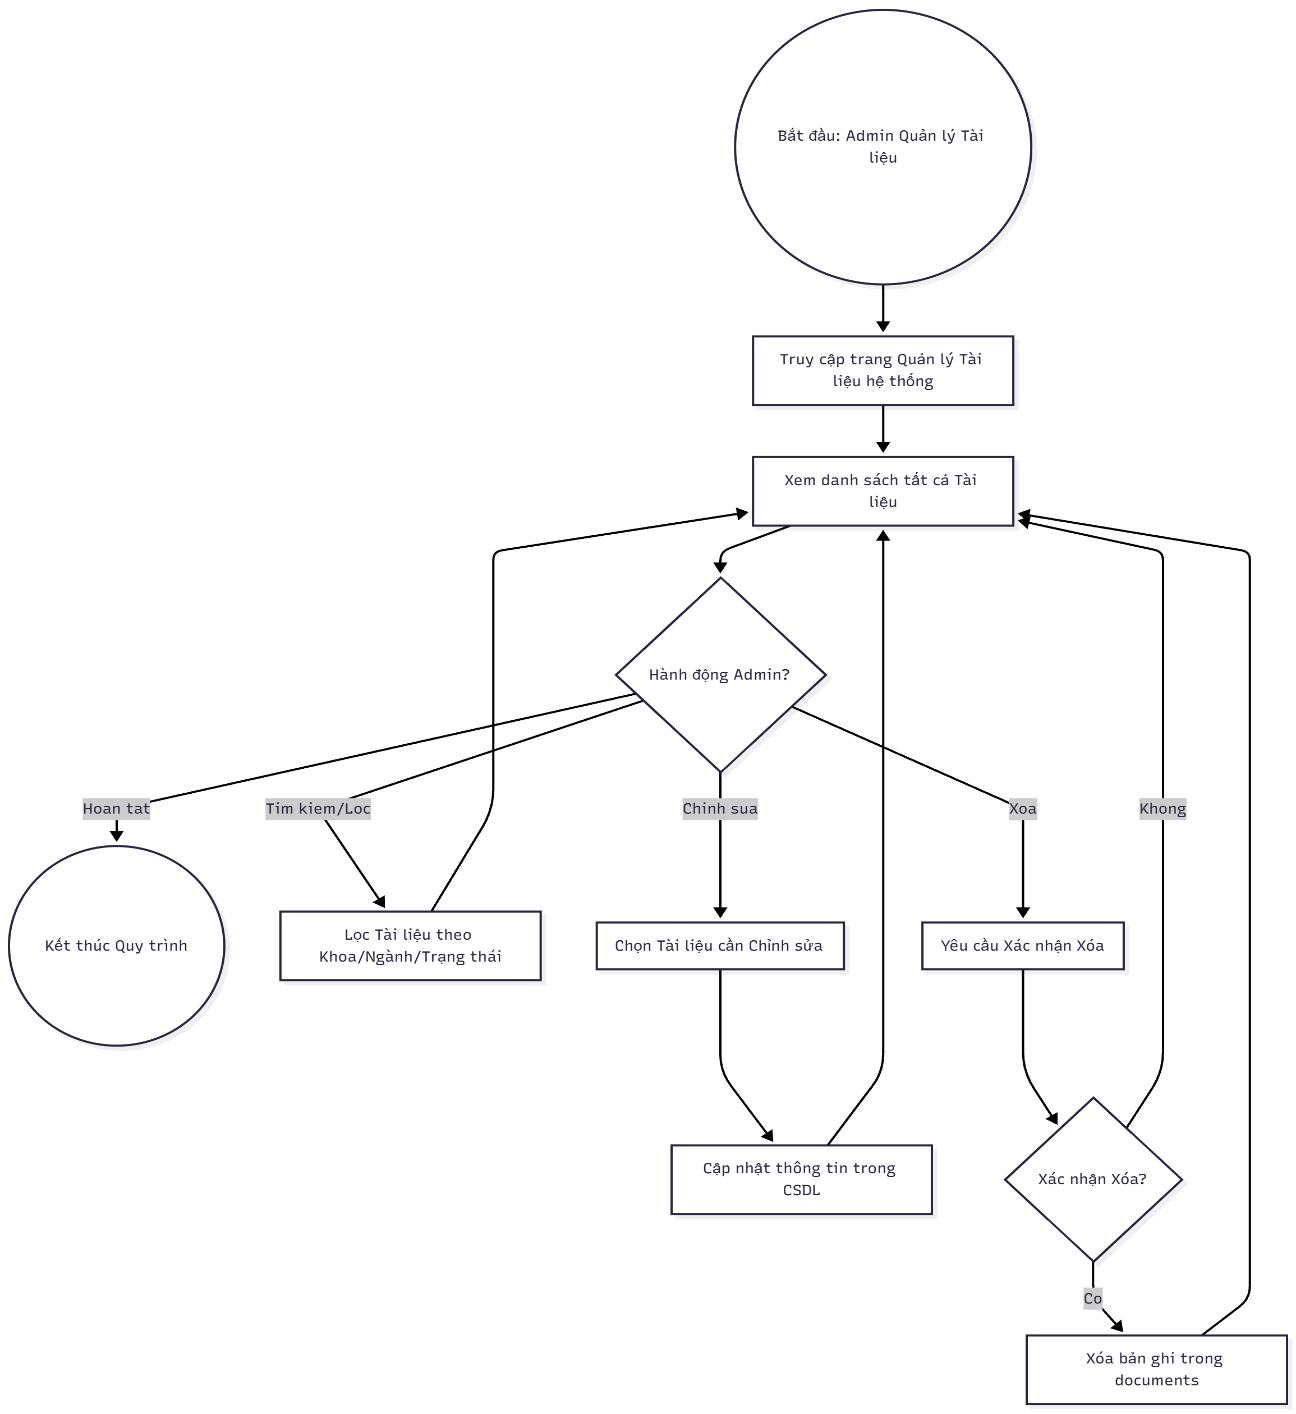 Bắt đầu: Admin Quản lý Tài
liệu
Truy cập trang Quản lý Tài
liệu hệ thống
Xem danh sách tất cả Tài
liệu
Hành động Admin?
Hoan tat
Tim kiem/Loc
Chinh sua
Xoa
Khong
Kết thúc Quy trình
Lọc Tài liệu theo
Khoa/Ngành/Trạng thái
Chọn Tài liệu cần Chỉnh sửa
Yêu cầu Xác nhận Xóa
Cập nhật thông tin trong
CSDL
Xác nhận Xóa?
Co
Xóa bản ghi trong
documents